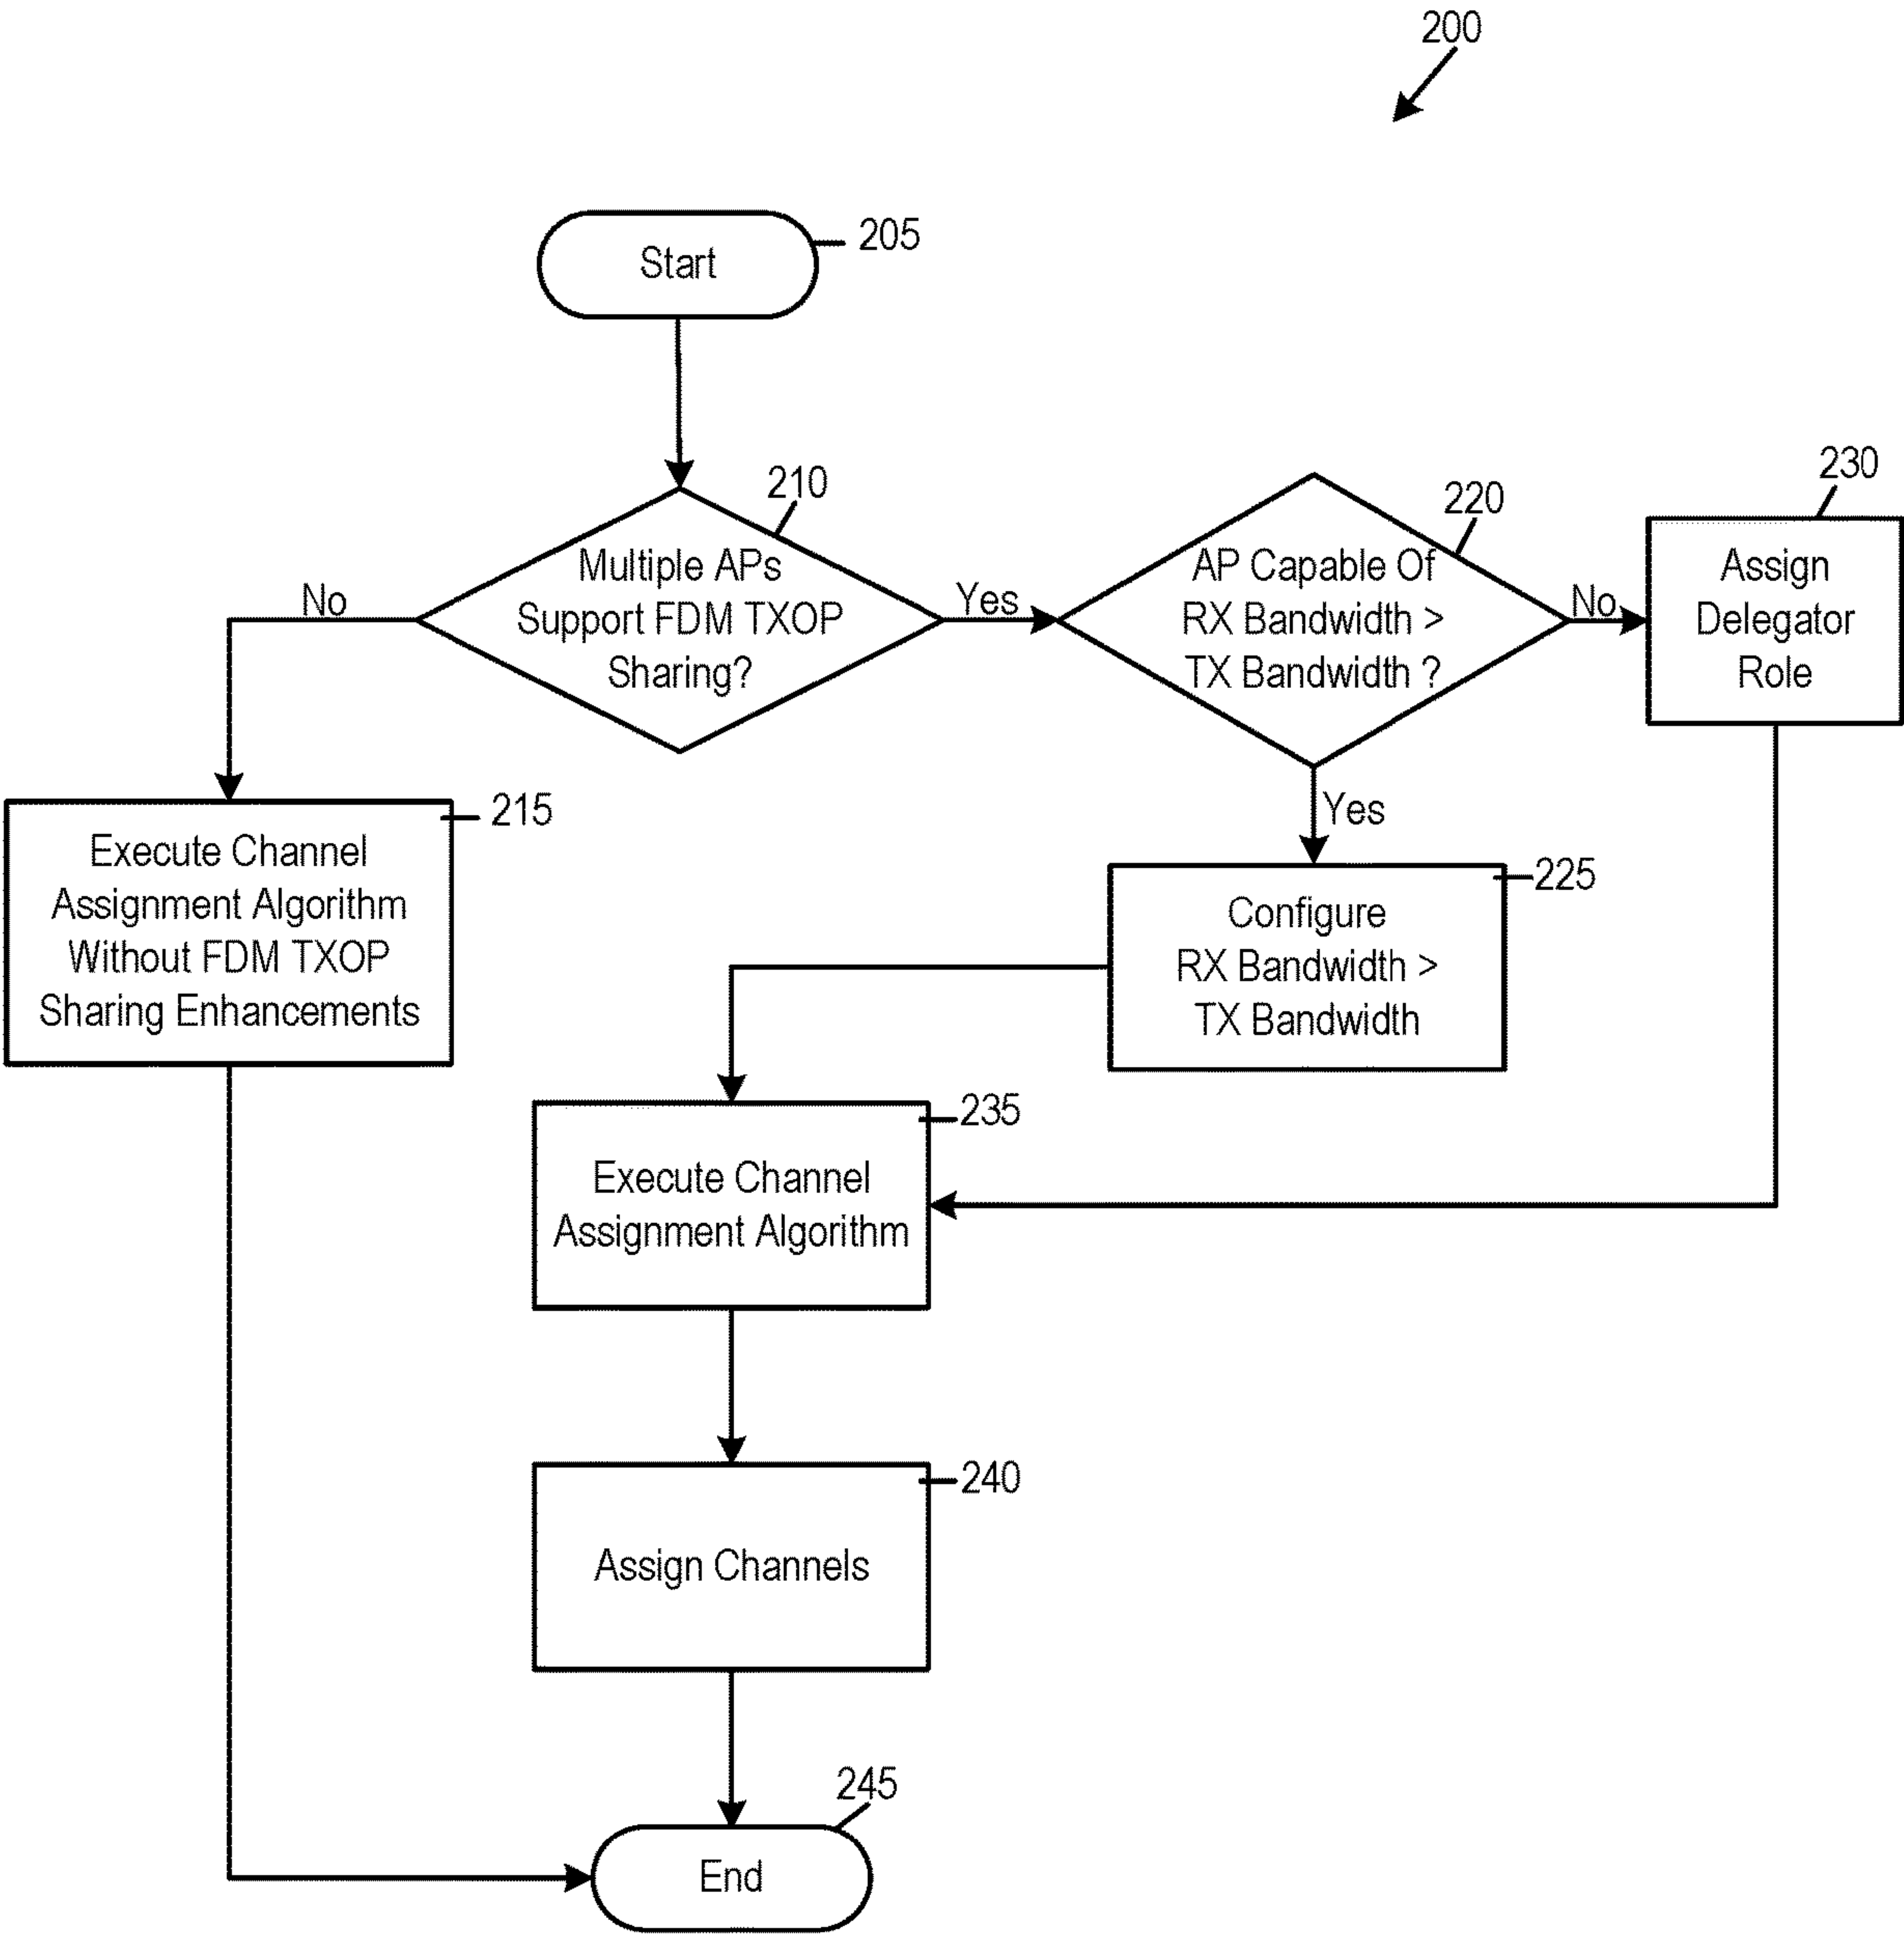 200
Start
205
210
Multiple APs
Support FDM TXOP
Sharing?
No
Yes
220
AP Capable Of
RX Bandwidth >
TX Bandwidth ?
No
Yes
230
Assign
Delegator
Role
215
Execute Channel
Assignment Algorithm
Without FDM TXOP
Sharing Enhancements
225
Configure
RX Bandwidth >
TX Bandwidth
235
Execute Channel
Assignment Algorithm
240
Assign Channels
245
End